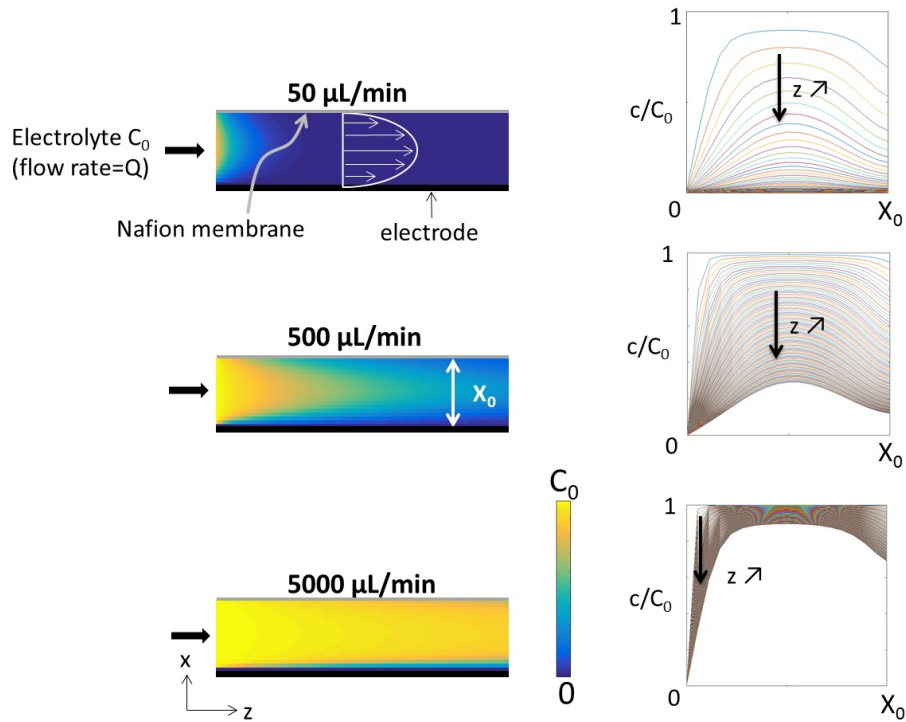 50 µL/min
Electrolyte C₀
(flow rate=Q)
Nafion membrane
electrode
1
c/C₀
z ↗
0
X₀
500 µL/min
X₀
1
c/C₀
z ↗
0
X₀
C₀
0
5000 µL/min
x
z
1
c/C₀
z ↗
0
X₀